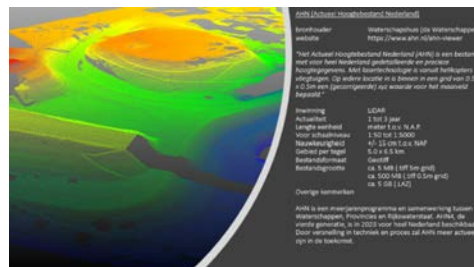 AHN (Actueel Hoogtebestand Nederland)
Bronhouder Waterschapshuis (de Waterschappe
website https://www.ahn.nl/ahn-viewer
"Het Actueel Hoogtebestand Nederland (AHN) is een bestan
met voor heel Nederland gedetailleerde en precieze
hoogtegegevens. Met lasertechnologie is vanuit helikopters
vliegtuigen. Op iedere locatie in is binnen in een grid van 0.5
x 0.5m een (gecorrigeerde) xyz waarde voor het maaiveld
bepaald."
Inwinning LiDAR
Actualiteit 1 tot 3 jaar
Lengte eenheid meter t.o.v. N.A.P.
Voor schaalniveau 1:50 tot 1:5000
Nauwkeurigheid +/- 15 cm t.o.v. NAP
Gebied per tegel 5.0 x 6.5 km
Bestandsformaat Geotiff
Bestandsgrootte ca. 5 MB ( tiff 5m grid)
ca. 500 MB ( tiff 0.5m grid)
ca. 5 GB ( LAZ)
Overige kenmerken
AHN is een meerjarenprogramma en samenwerking tussen
Waterschappen, Provincies en Rijkswaterstaat. AHN4, de
vierde generatie, is in 2023 voor heel Nederland beschikbaa
Door versnelling in techniek en proces zal AHN meer actuee
zijn in de toekomst.